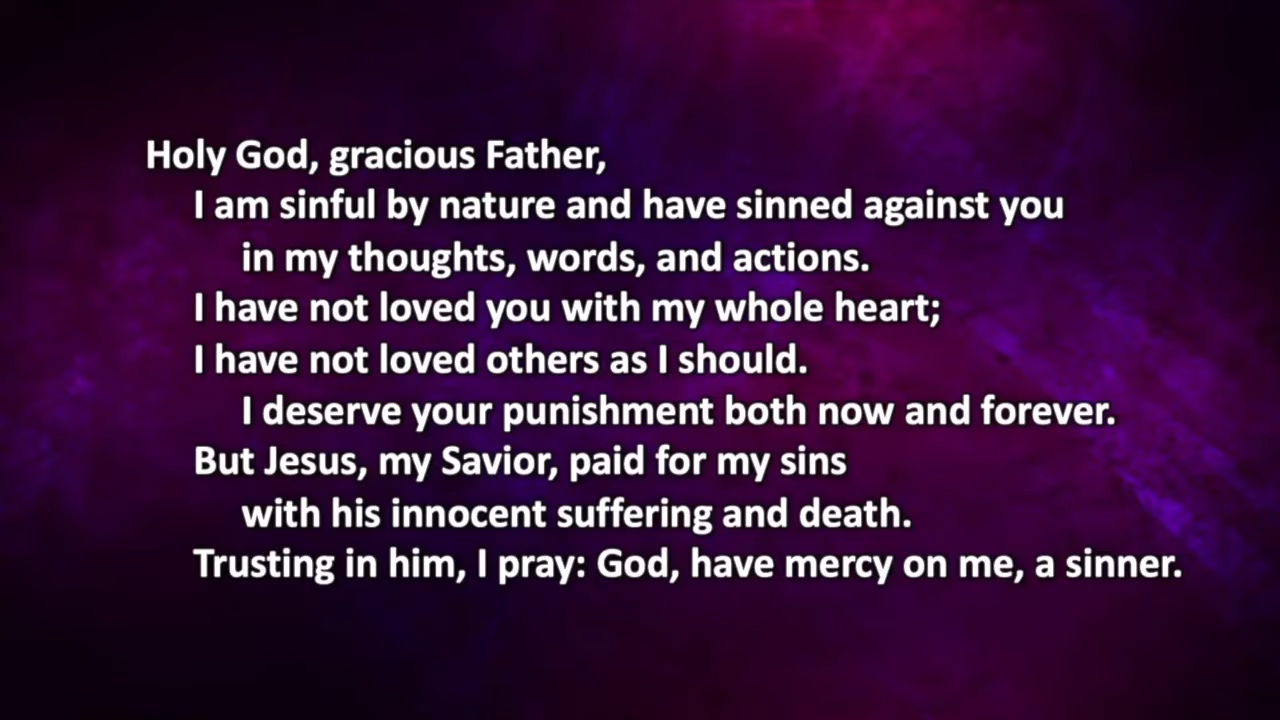 Holy God, gracious Father,
I am sinful by nature and have sinned against you
in my thoughts, words, and actions.
I have not loved you with my whole heart;
I have not loved others as I should.
I deserve your punishment both now and forever.
But Jesus, my Savior, paid for my sins
with his innocent suffering and death.
Trusting in him, I pray: God, have mercy on me, a sinner.